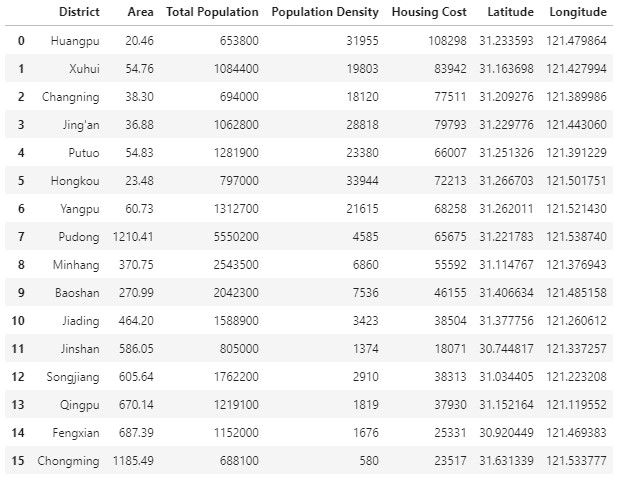 District Area Total Population Population Density Housing Cost Latitude Longitude
0 Huangpu 20.46 653800 31955 108298 31.233593 121.479864
1 Xuhui 54.76 1084400 19803 83942 31.163698 121.427994
2 Changning 38.30 694000 18120 77511 31.209276 121.389986
3 Jing'an 36.88 1062800 28818 79793 31.229776 121.443060
4 Putuo 54.83 1281900 23380 66007 31.251326 121.391229
5 Hongkou 23.48 797000 33944 72213 31.266703 121.501751
6 Yangpu 60.73 1312700 21615 68258 31.262011 121.521430
7 Pudong 1210.41 5550200 4585 65675 31.221783 121.538740
8 Minhang 370.75 2543500 6860 55592 31.114767 121.376943
9 Baoshan 270.99 2042300 7536 46155 31.406634 121.485158
10 Jiading 464.20 1588900 3423 38504 31.377756 121.260612
11 Jinshan 586.05 805000 1374 18071 30.744817 121.337257
12 Songjiang 605.64 1762200 2910 38313 31.034405 121.223208
13 Qingpu 670.14 1219100 1819 37930 31.152164 121.119552
14 Fengxian 687.39 1152000 1676 25331 30.920449 121.469383
15 Chongming 1185.49 688100 580 23517 31.631339 121.533777